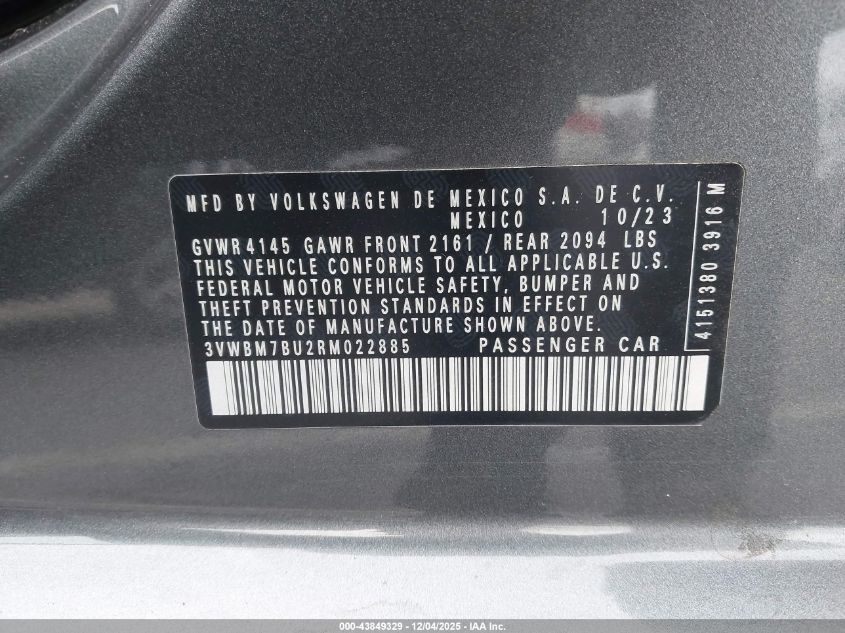 MFD BY VOLKSWAGEN DE MEXICO S.A. DE C.V.
MEXICO 10/23
GVWR 4145 GAWR FRONT 2161 / REAR 2094 LBS
THIS VEHICLE CONFORMS TO ALL APPLICABLE U.S.
FEDERAL MOTOR VEHICLE SAFETY, BUMPER AND
THEFT PREVENTION STANDARDS IN EFFECT ON
THE DATE OF MANUFACTURE SHOWN ABOVE.
3VWBM7BU2RM022885 PASSENGER CAR
4151380 3916 M
000-43849329 - 12/04/2025 - IAA Inc.